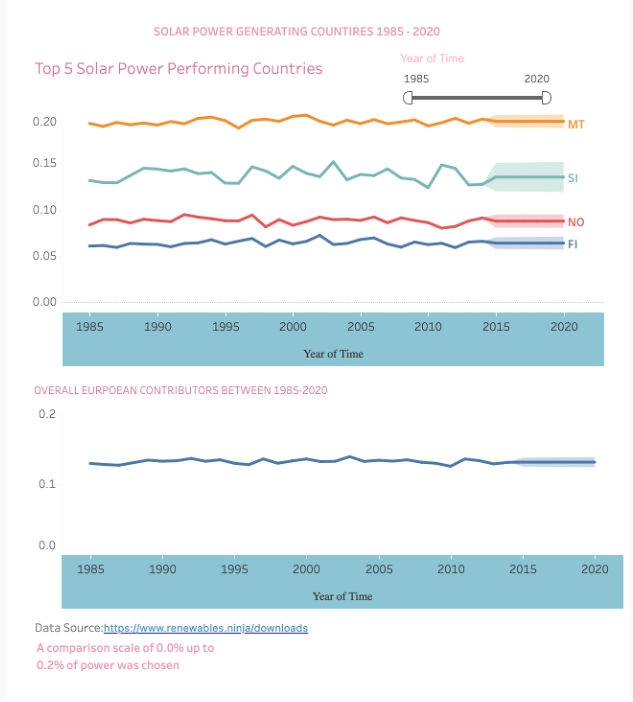 SOLAR POWER GENERATING COUNTIRES 1985 - 2020
Top 5 Solar Power Performing Countries
Year of Time
1985 2020
0.20
0.15
0.10
0.05
0.00
MT
SI
NO
FI
1985 1990 1995 2000 2005 2010 2015 2020
Year of Time
OVERALL EURPOEAN CONTRIBUTORS BETWEEN 1985-2020
0.2
0.1
0.0
1985 1990 1995 2000 2005 2010 2015 2020
Year of Time
Data Source:https://www.renewables.ninja/downloads
A comparison scale of 0.0% up to
0.2% of power was chosen